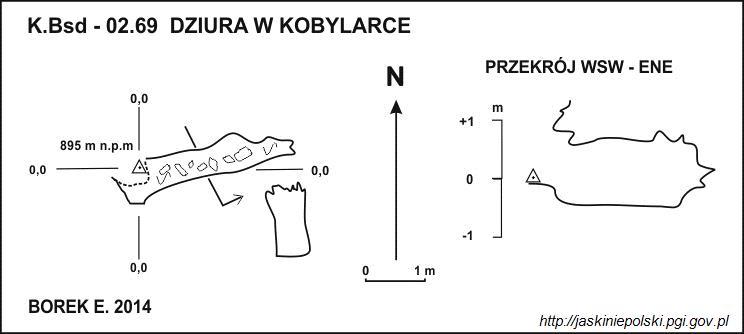 K.Bsd - 02.69 DZIURA W KOBYLARCE
PRZEKRÓJ WSW - ENE
N
0,0
895 m n.p.m
0,0
0,0
0,0
m
+1
0
-1
0
1 m
BOREK E. 2014
http://jaskiniepolski.pgi.gov.pl